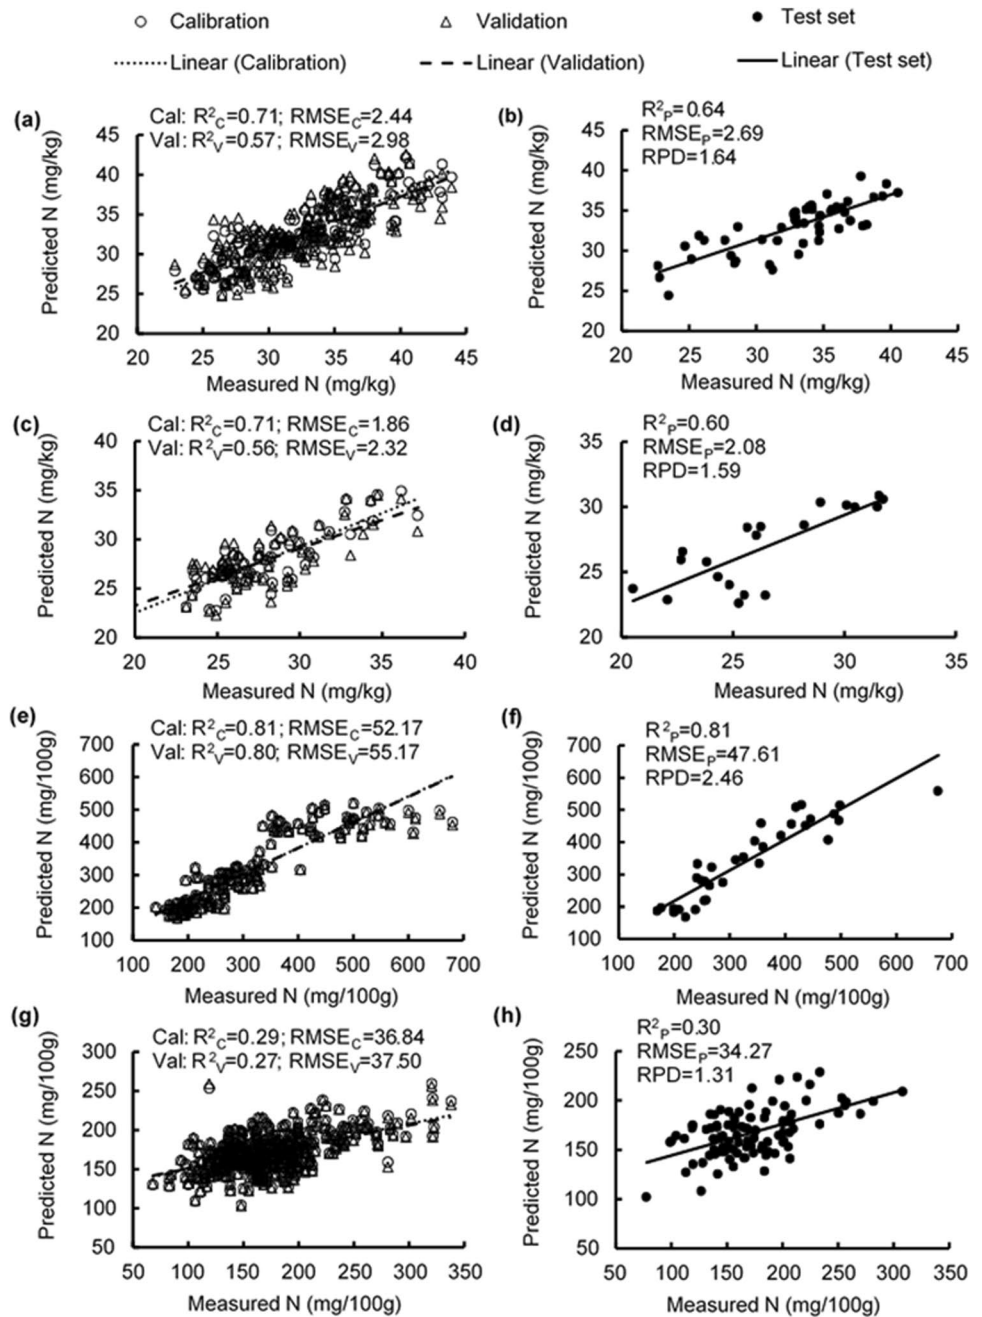 Calibration Validation Test set
Linear (Calibration) Linear (Validation) Linear (Test set)
(a) Cal: R²C=0.71; RMSEC=2.44
Val: R²V=0.57; RMSEV=2.98
Predicted N (mg/kg)
45
40
35
30
25
20
20 25 30 35 40 45
Measured N (mg/kg)
(b) R²P=0.64
RMSEP=2.69
RPD=1.64
Predicted N (mg/kg)
45
40
35
30
25
20
20 25 30 35 40 45
Measured N (mg/kg)
(c) Cal: R²C=0.71; RMSEC=1.86
Val: R²V=0.56; RMSEV=2.32
Predicted N (mg/kg)
40
35
30
25
20
20 25 30 35 40
Measured N (mg/kg)
(d) R²P=0.60
RMSEP=2.08
RPD=1.59
Predicted N (mg/kg)
35
30
25
20
20 25 30 35
Measured N (mg/kg)
(e) Cal: R²C=0.81; RMSEC=52.17
Val: R²V=0.80; RMSEV=55.17
Predicted N (mg/100g)
700
600
500
400
300
200
100
100 200 300 400 500 600 700
Measured N (mg/100g)
(f) R²P=0.81
RMSEP=47.61
RPD=2.46
Predicted N (mg/100g)
700
600
500
400
300
200
100
100 200 300 400 500 600 700
Measured N (mg/100g)
(g) Cal: R²C=0.29; RMSEC=36.84
Val: R²V=0.27; RMSEV=37.50
Predicted N (mg/100g)
300
250
200
150
100
50
50 100 150 200 250 300 350
Measured N (mg/100g)
(h) R²P=0.30
RMSEP=34.27
RPD=1.31
Predicted N (mg/100g)
250
200
150
100
50
50 100 150 200 250 300 350
Measured N (mg/100g)